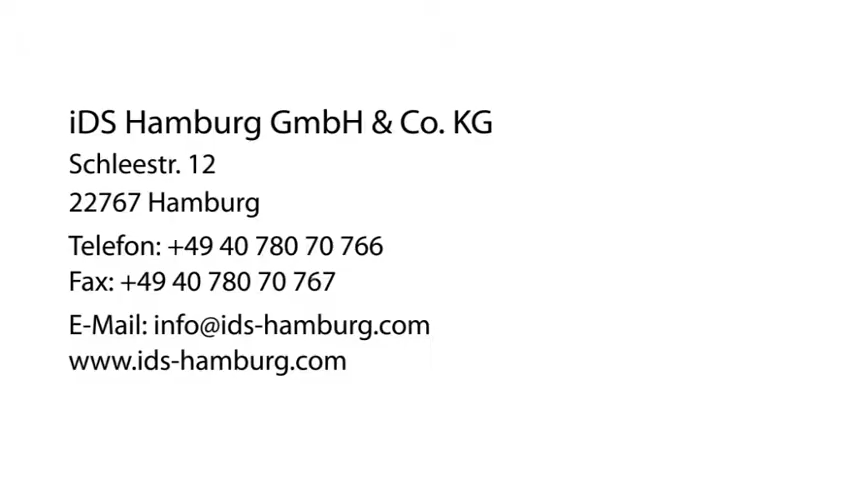 iDS Hamburg GmbH & Co. KG
Schleestr. 12
22767 Hamburg
Telefon: +49 40 780 70 766
Fax: +49 40 780 70 767
E-Mail: info@ids-hamburg.com
www.ids-hamburg.com